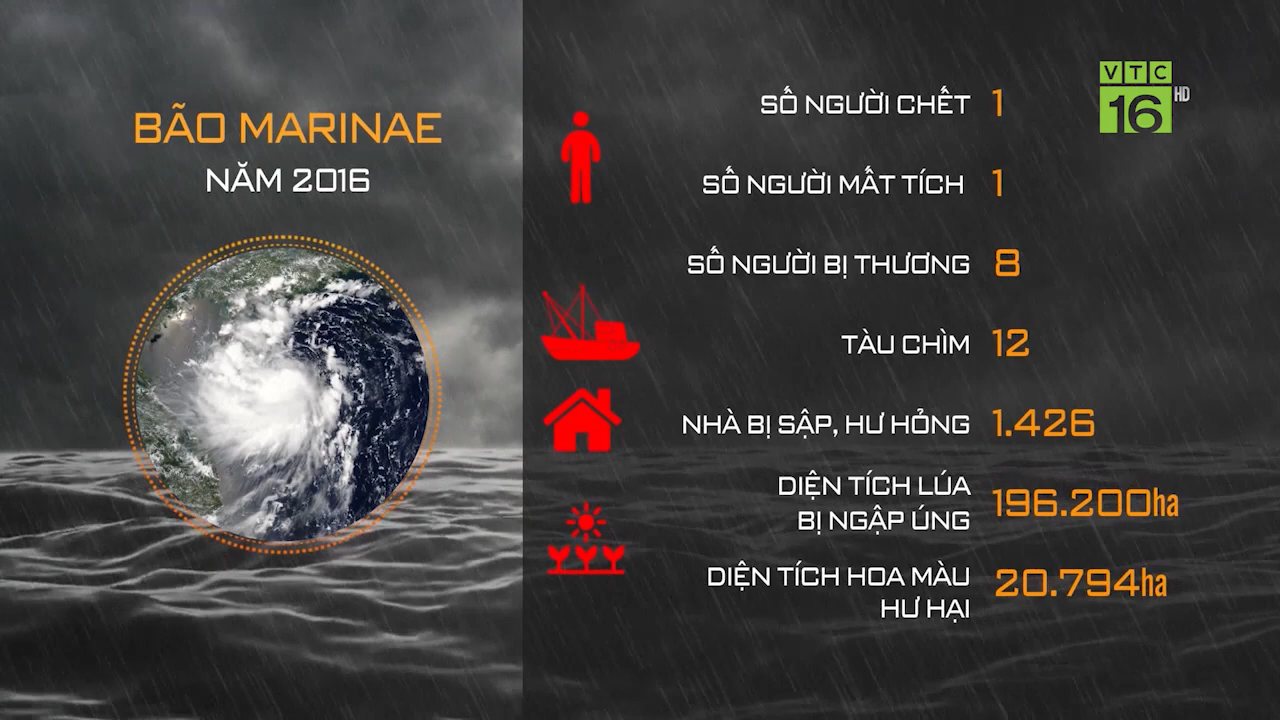 BÃO MARINAE
NĂM 2016
SỐ NGƯỜI CHẾT 1
SỐ NGƯỜI MẤT TÍCH 1
SỐ NGƯỜI BỊ THƯƠNG 8
TÀU CHÌM 12
NHÀ BỊ SẬP, HƯ HỎNG 1.426
DIỆN TÍCH LÚA
BỊ NGẬP ÚNG 196.200ha
DIỆN TÍCH HOA MÀU
HƯ HẠI 20.794ha
VTC
16 HD